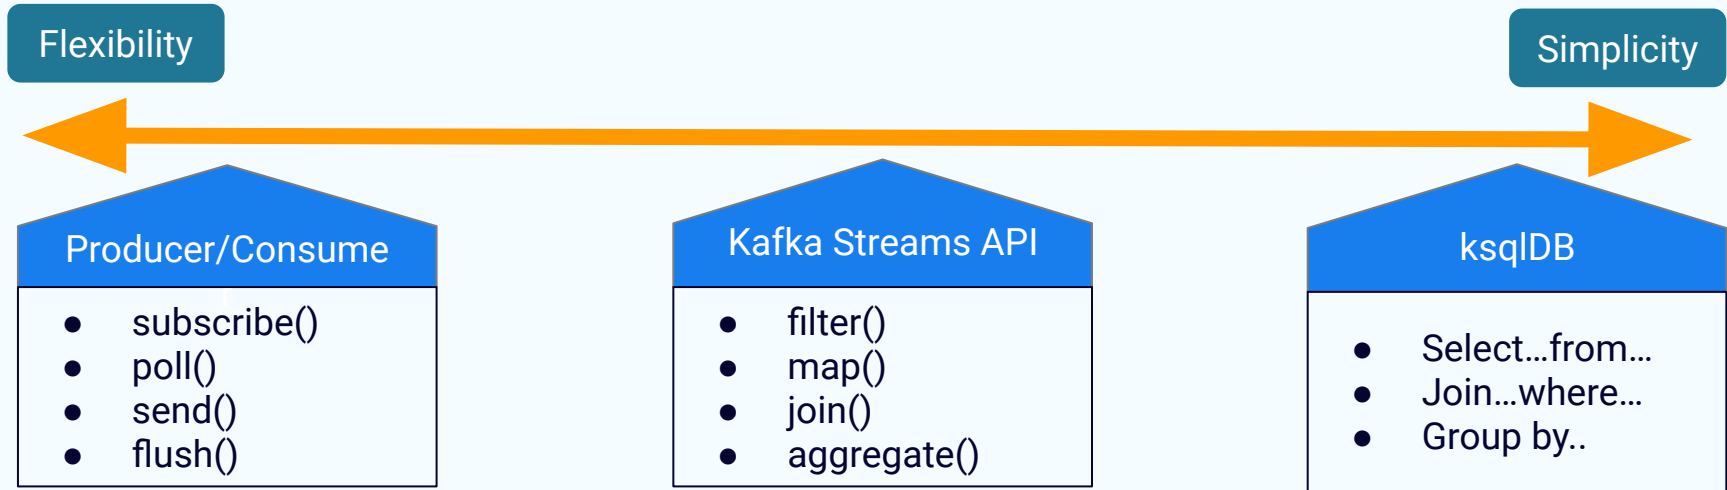 Flexibility
Simplicity
Producer/Consume
r
● subscribe()
● poll()
● send()
● flush()
Kafka Streams API
● filter()
● map()
● join()
● aggregate()
ksqlDB
● Select...from...
● Join...where...
● Group by..